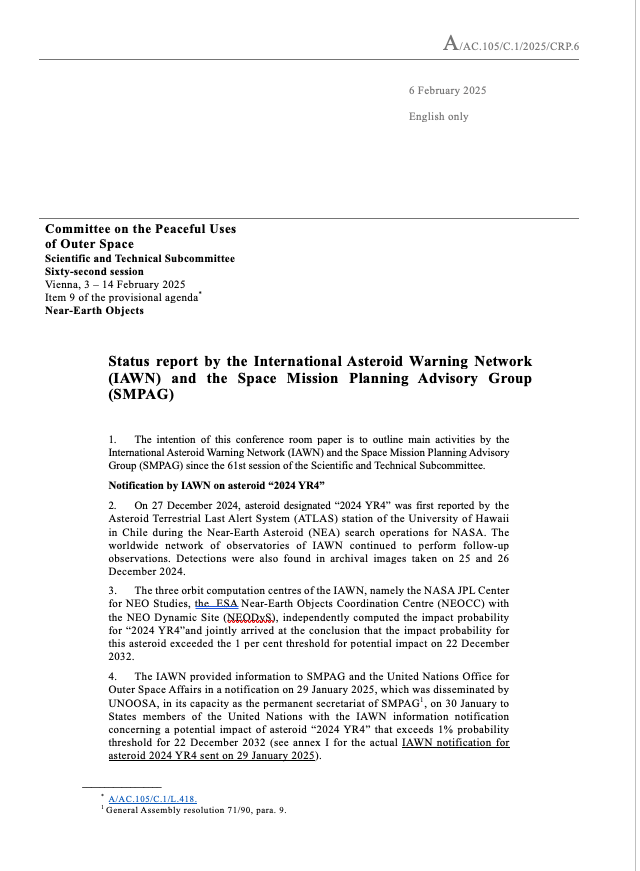 A/AC.105/C.1/2025/CRP.6
6 February 2025
English only
Committee on the Peaceful Uses
of Outer Space
Scientific and Technical Subcommittee
Sixty-second session
Vienna, 3 – 14 February 2025
Item 9 of the provisional agenda*
Near-Earth Objects
Status report by the International Asteroid Warning Network
(IAWN) and the Space Mission Planning Advisory Group
(SMPAG)
1. The intention of this conference room paper is to outline main activities by the
International Asteroid Warning Network (IAWN) and the Space Mission Planning Advisory
Group (SMPAG) since the 61st session of the Scientific and Technical Subcommittee.
Notification by IAWN on asteroid “2024 YR4”
2. On 27 December 2024, asteroid designated “2024 YR4” was first reported by the
Asteroid Terrestrial Last Alert System (ATLAS) station of the University of Hawaii
in Chile during the Near-Earth Asteroid (NEA) search operations for NASA. The
worldwide network of observatories of IAWN continued to perform follow-up
observations. Detections were also found in archival images taken on 25 and 26
December 2024.
3. The three orbit computation centres of the IAWN, namely the NASA JPL Center
for NEO Studies, the ESA Near-Earth Objects Coordination Centre (NEOCC) with
the NEO Dynamic Site (NEODyS), independently computed the impact probability
for “2024 YR4”and jointly arrived at the conclusion that the impact probability for
this asteroid exceeded the 1 per cent threshold for potential impact on 22 December
2032.
4. The IAWN provided information to SMPAG and the United Nations Office for
Outer Space Affairs in a notification on 29 January 2025, which was disseminated by
UNOOSA, in its capacity as the permanent secretariat of SMPAG1, on 30 January to
States members of the United Nations with the IAWN information notification
concerning a potential impact of asteroid “2024 YR4” that exceeds 1% probability
threshold for 22 December 2032 (see annex I for the actual IAWN notification for
asteroid 2024 YR4 sent on 29 January 2025).
* A/AC.105/C.1/L.418.
1 General Assembly resolution 71/90, para. 9.